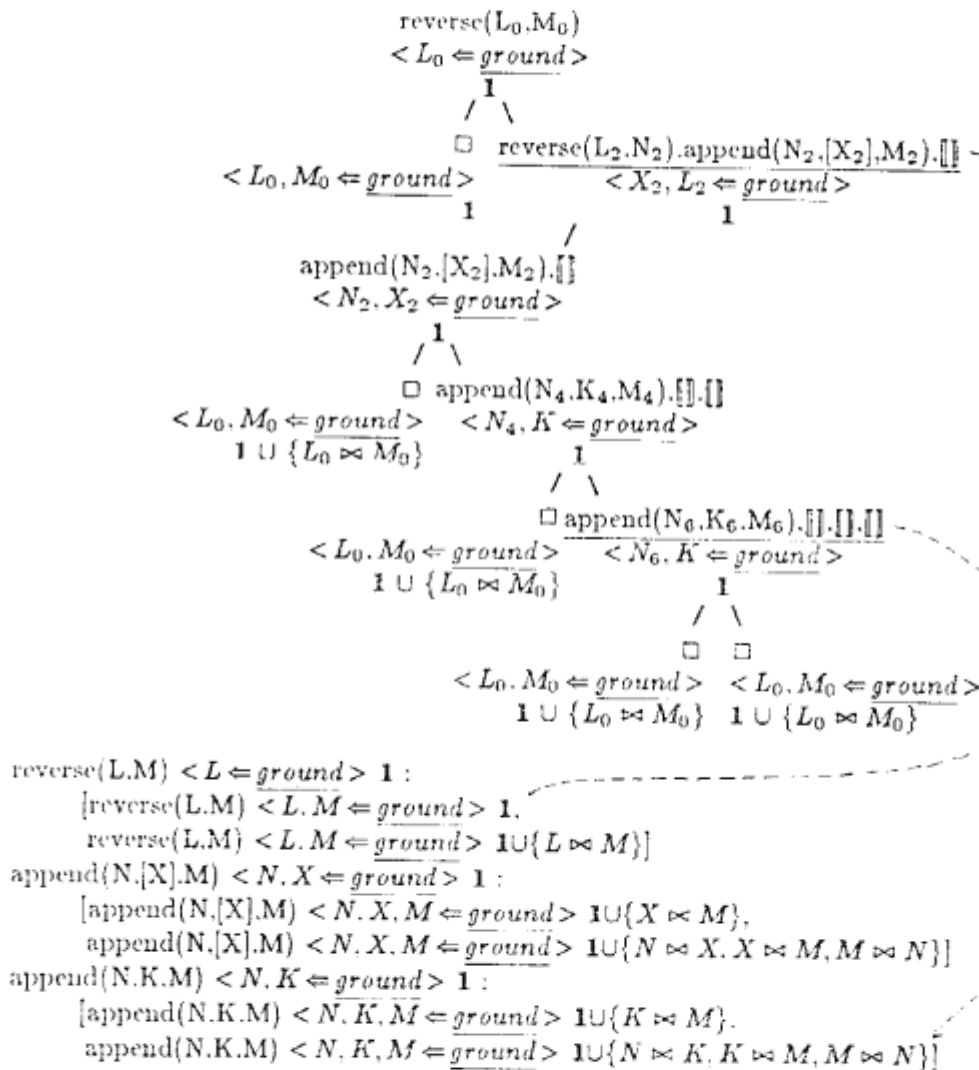 reverse(L₀,M₀)
< L₀ ⇐ ground >
1
□ reverse(L₂.N₂).append(N₂.[X₂],M₂).[]
< L₀, M₀ ⇐ ground > < X₂, L₂ ⇐ ground >
1 1
append(N₂.[X₂].M₂).[]
< N₂, X₂ ⇐ ground >
1
□ append(N₄.K₄.M₄).[].[]
< L₀, M₀ ⇐ ground > < N₄, K ⇐ ground >
1 ∪ {L₀ ⋈ M₀} 1
□ append(N₆.K₆.M₆).[].[].[]
< L₀, M₀ ⇐ ground > < N₆, K ⇐ ground >
1 ∪ {L₀ ⋈ M₀} 1
□ □
< L₀, M₀ ⇐ ground > < L₀, M₀ ⇐ ground >
1 ∪ {L₀ ⋈ M₀} 1 ∪ {L₀ ⋈ M₀}
reverse(L.M) < L ⇐ ground > 1 :
[reverse(L.M) < L, M ⇐ ground > 1,
reverse(L.M) < L, M ⇐ ground > 1∪{L ⋈ M}]
append(N.[X].M) < N, X ⇐ ground > 1 :
[append(N,[X].M) < N, X, M ⇐ ground > 1∪{X ⋈ M},
append(N,[X].M) < N, X, M ⇐ ground > 1∪{N ⋈ X, X ⋈ M, M ⋈ N}]
append(N.K.M) < N, K ⇐ ground > 1 :
[append(N.K.M) < N, K, M ⇐ ground > 1∪{K ⋈ M}.
append(N.K.M) < N, K, M ⇐ ground > 1∪{N ⋈ K, K ⋈ M, M ⋈ N}]